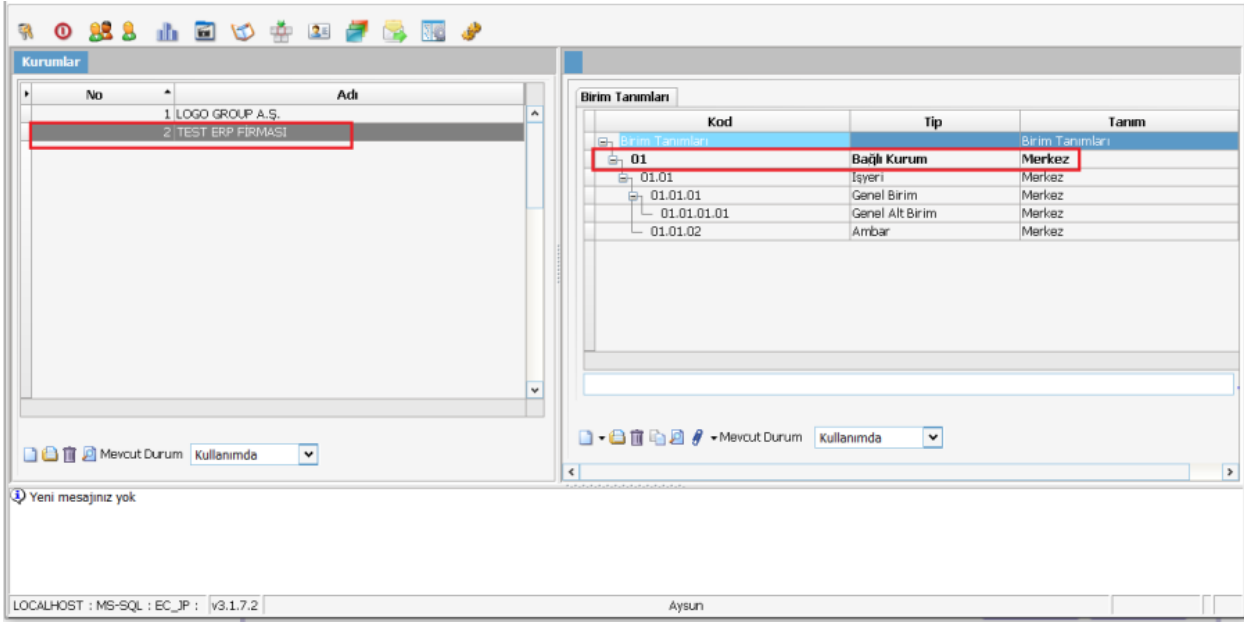 Kurumlar
No Adı
1 LOGO GROUP A.Ş.
2 TEST ERP FİRMASI
Mevcut Durum Kullanımda
Birim Tanımları
Kod Tip Tanım
Birim Tanımları Birim Tanımları
01 Bağlı Kurum Merkez
01.01 İşyeri Merkez
01.01.01 Genel Birim Merkez
01.01.01.01 Genel Alt Birim Merkez
01.01.02 Ambar Merkez
Mevcut Durum Kullanımda
Yeni mesajınız yok
LOCALHOST : MS-SQL : EC_JP : v3.1.7.2 Aysun